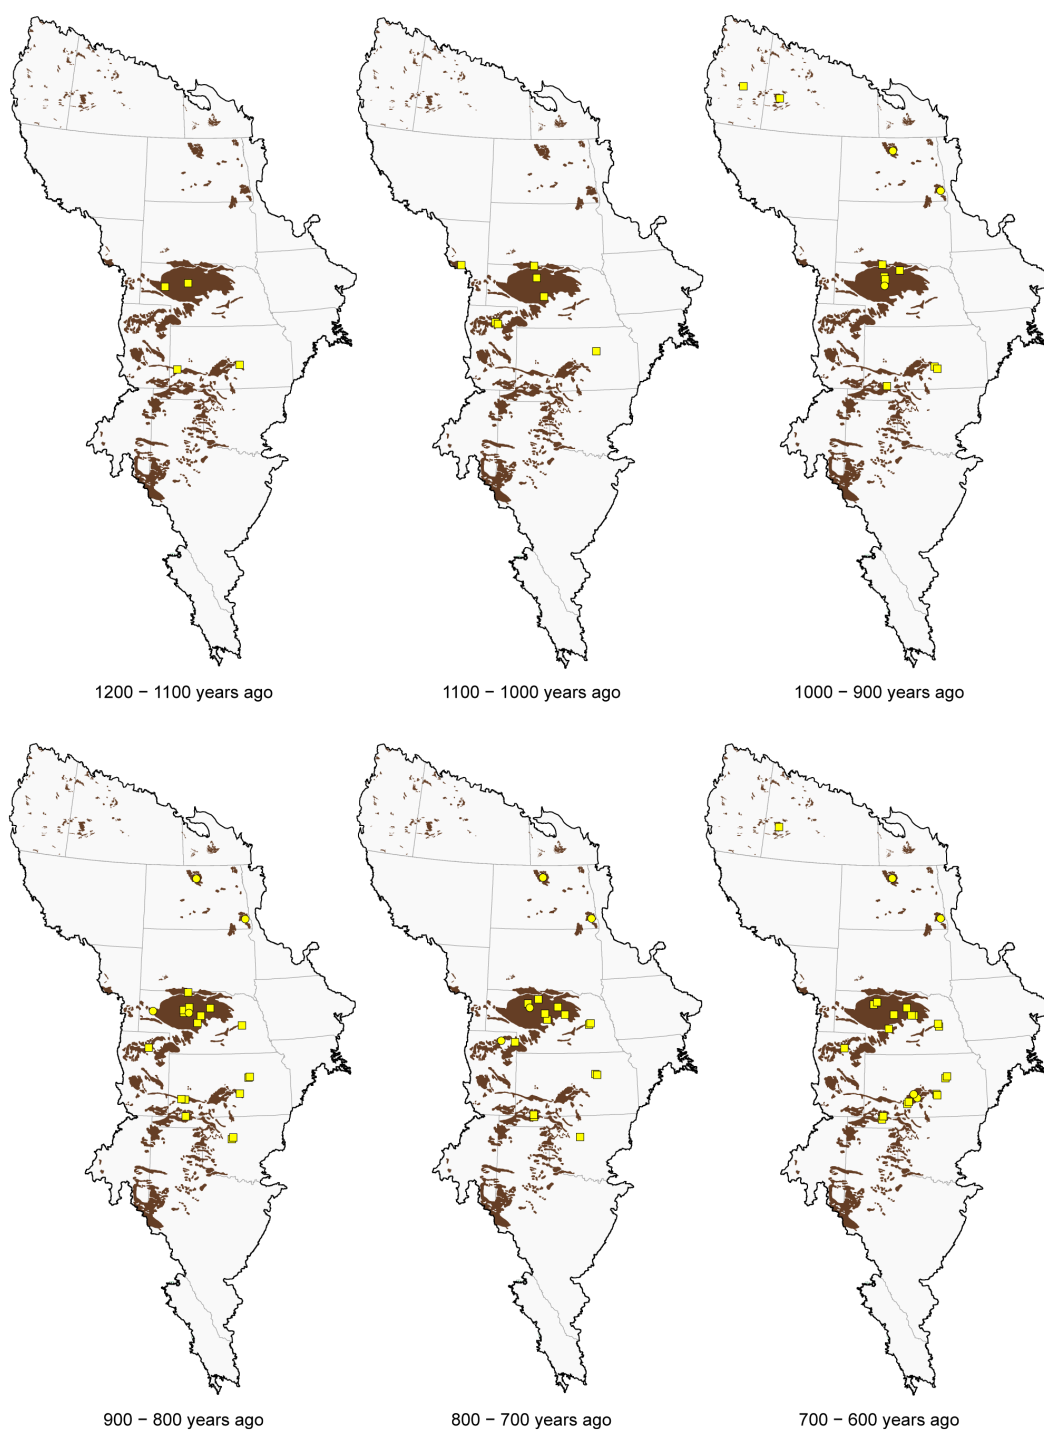 1200 − 1100 years ago
1100 − 1000 years ago
1000 − 900 years ago
900 − 800 years ago
800 − 700 years ago
700 − 600 years ago